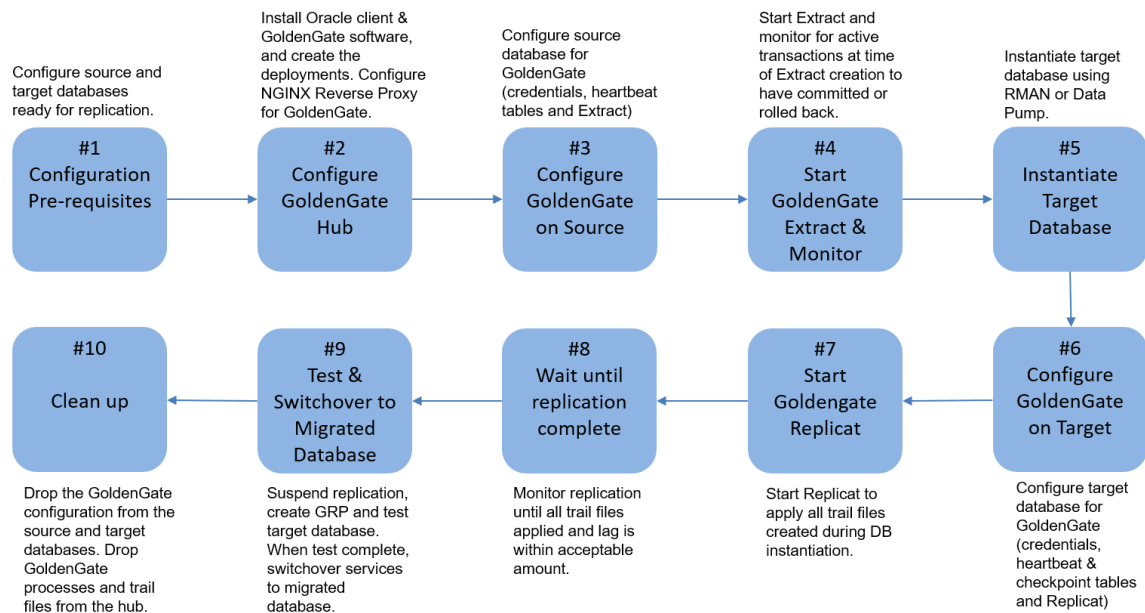 Configure source and
target databases
ready for replication.
#1
Configuration
Pre-requisites
Install Oracle client &
GoldenGate software,
and create the
deployments. Configure
NGINX Reverse Proxy
for GoldenGate.
#2
Configure
GoldenGate
Hub
Configure source
database for
GoldenGate
(credentials, heartbeat
tables and Extract)
#3
Configure
GoldenGate
on Source
Start Extract and
monitor for active
transactions at time
of Extract creation to
have committed or
rolled back.
#4
Start
GoldenGate
Extract &
Monitor
Instantiate target
database using
RMAN or Data
Pump.
#5
Instantiate
Target
Database
#6
Configure
GoldenGate
on Target
Configure target
database for
GoldenGate
(credentials,
heartbeat &
checkpoint tables
and Replicat)
#7
Start
Goldengate
Replicat
Start Replicat to
apply all trail files
created during DB
instantiation.
#8
Wait until
replication
complete
Monitor replication
until all trail files
applied and lag is
within acceptable
amount.
#9
Test &
Switchover to
Migrated
Database
Suspend replication,
create GRP and test
target database.
When test complete,
switchover services
to migrated
database.
#10
Clean up
Drop the GoldenGate
configuration from the
source and target
databases. Drop
GoldenGate
processes and trail
files from the hub.